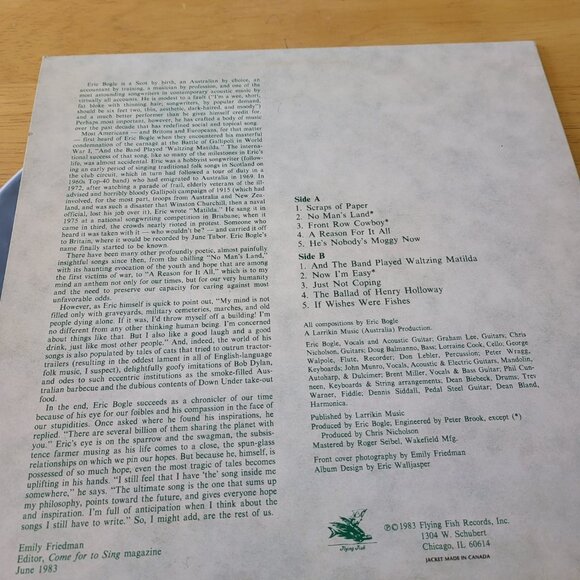 Eric Bogle is a Scot by birth, an Australian by choice, an
accountant by training, a musician by profession, and one of the
most astounding songwriters in contemporary acoustic music by
virtually all accounts. He is modest to a fault ("I'm a wee, short,
fat bloke with thinning hair; songwriters, by popular demand,
should be six feet two, thin, aesthetic, dark-haired, and moody")
and a much better performer than he gives himself credit for.
Perhaps most important, however, he has crafted a body of music
over the past decade that has redefined social and topical song.
Most Americans — and Britons and Europeans, for that matter
— first heard of Eric Bogle when they encountered his masterful
condemnation of the carnage at the Battle of Gallipoli in World
War I, "And the Band Played Waltzing Matilda." The interna-
tional success of that song, like so many of the milestones in Eric's
life, was almost accidental. Eric was a hobbyist songwriter (follow-
ing an early period of singing traditional folk songs in Scotland on
the club circuit, which in turn had followed a tour of duty in a
1960s Top-40 band) who had emigrated to Australia in 1969. In
1972, after watching a parade of frail, elderly veterans of the ill-
advised and horribly bloody Gallipoli campaign of 1915 (which had
involved, for the most part, troops from Australia and New Zea-
land, and was such a disaster that Winston Churchill, then a naval
official, lost his job over it), Eric wrote "Matilda." He sang it in
1975 at a national songwriting competition in Brisbane; when it
came in third, the crowds nearly rioted in protest. Someone who
heard it was taken with it — who wouldn't be? — and carried it off
to Britain, where it would be recorded by June Tabor. Eric Bogle's
name finally started to be known.
There have been many other profoundly poetic, almost painfully
insightful songs since then, from the chilling "No Man's Land,"
with its haunting evocation of the youth and hope that are among
the first victims of war, to "A Reason For It All," which is to my
mind an anthem not only for our times, but for our very humanity
and the need to preserve our capacity for caring against most
unfavorable odds.
However, as Eric himself is quick to point out, "My mind is not
filled only with graveyards, military cemeteries, marches, and old
people dying alone. If it was, I'd throw myself off a building! I'm
no different from any other thinking human being. I'm concerned
about things like that. But I also like a good laugh and a good
drink, just like most other people." And, indeed, the world of his
songs is also populated by tales of cats that tried to outrun tractor-
trailers (resulting in the oddest lament in all of English-language
folk music, I suspect), delightfully goofy imitations of Bob Dylan,
and odes to such eccentric institutions as the smoke-filled Aus-
tralian barbecue and the dubious contents of Down Under take-out
food.
In the end, Eric Bogle succeeds as a chronicler of our time
because of his eye for our foibles and his compassion in the face of
our stupidities. Once asked where he found his inspirations, he
replied, "There are several billion of them sharing the planet with
you." Eric's eye is on the sparrow and the swagman, the subsis-
tence farmer musing as his life comes to a close, the spun-glass
relationships on which we pin our hopes. But because he, himself, is
possessed of so much hope, even the most tragic of tales becomes
uplifting in his hands. "I still feel that I have 'the' song inside me
somewhere," he says. "The ultimate song is the one that sums up
my philosophy, points toward the future, and gives everyone hope
and inspiration. I'm full of anticipation when I think about the
songs I still have to write." So, I might add, are the rest of us.
Emily Friedman
Editor, Come for to Sing magazine
June 1983
Side A
1. Scraps of Paper
2. No Man's Land*
3. Front Row Cowboy*
4. A Reason For It All
5. He's Nobody's Moggy Now
Side B
1. And The Band Played Waltzing Matilda
2. Now I'm Easy*
3. Just Not Coping
4. The Ballad of Henry Holloway
5. If Wishes Were Fishes
All compositions by Eric Bogle
A Larrikin Music (Australia) Production.
Eric Bogle, Vocals and Acoustic Guitar; Graham Lee, Guitars; Chris
Nicholson, Guitars; Doug Balmanno, Bass; Lorraine Cook, Cello; George
Walpole, Flute, Recorder; Don Lebler, Percussion; Peter Wragg,
Keyboards; John Munro, Vocals, Acoustic & Electric Guitars, Mandolin,
Autoharp, & Dulcimer; Brent Miller, Vocals & Bass Guitar; Phil Cun-
neen, Keyboards & String arrangements; Dean Biebeck, Drums; Trev
Warner, Fiddle; Dennis Siddall, Pedal Steel Guitar; Dean Bland,
Harmonica.
Published by Larrikin Music
Produced by Eric Bogle, Engineered by Peter Brook, except (*)
Produced by Chris Nicholson
Mastered by Roger Seibel, Wakefield Mfg.
Front cover photography by Emily Friedman
Album Design by Eric Walljasper
Flying Fish
℗©1983 Flying Fish Records, Inc.
1304 W. Schubert
Chicago, IL 60614
JACKET MADE IN CANADA